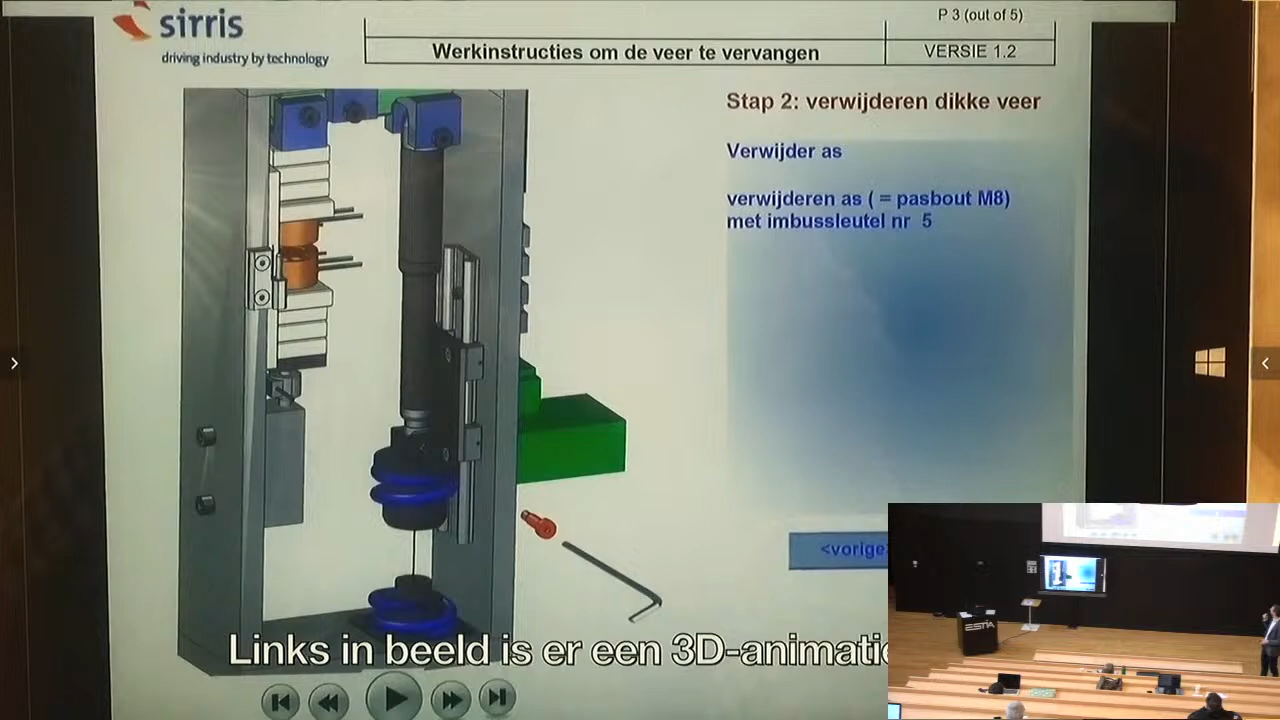 sirris
driving industry by technology
P 3 (out of 5)
Werkinstructies om de veer te vervangen
VERSIE 1.2
Stap 2: verwijderen dikke veer
Verwijder as
verwijderen as ( = pasbout M8)
met imbussleutel nr 5
<vorige
Links in beeld is er een 3D-animatie
ESTIA